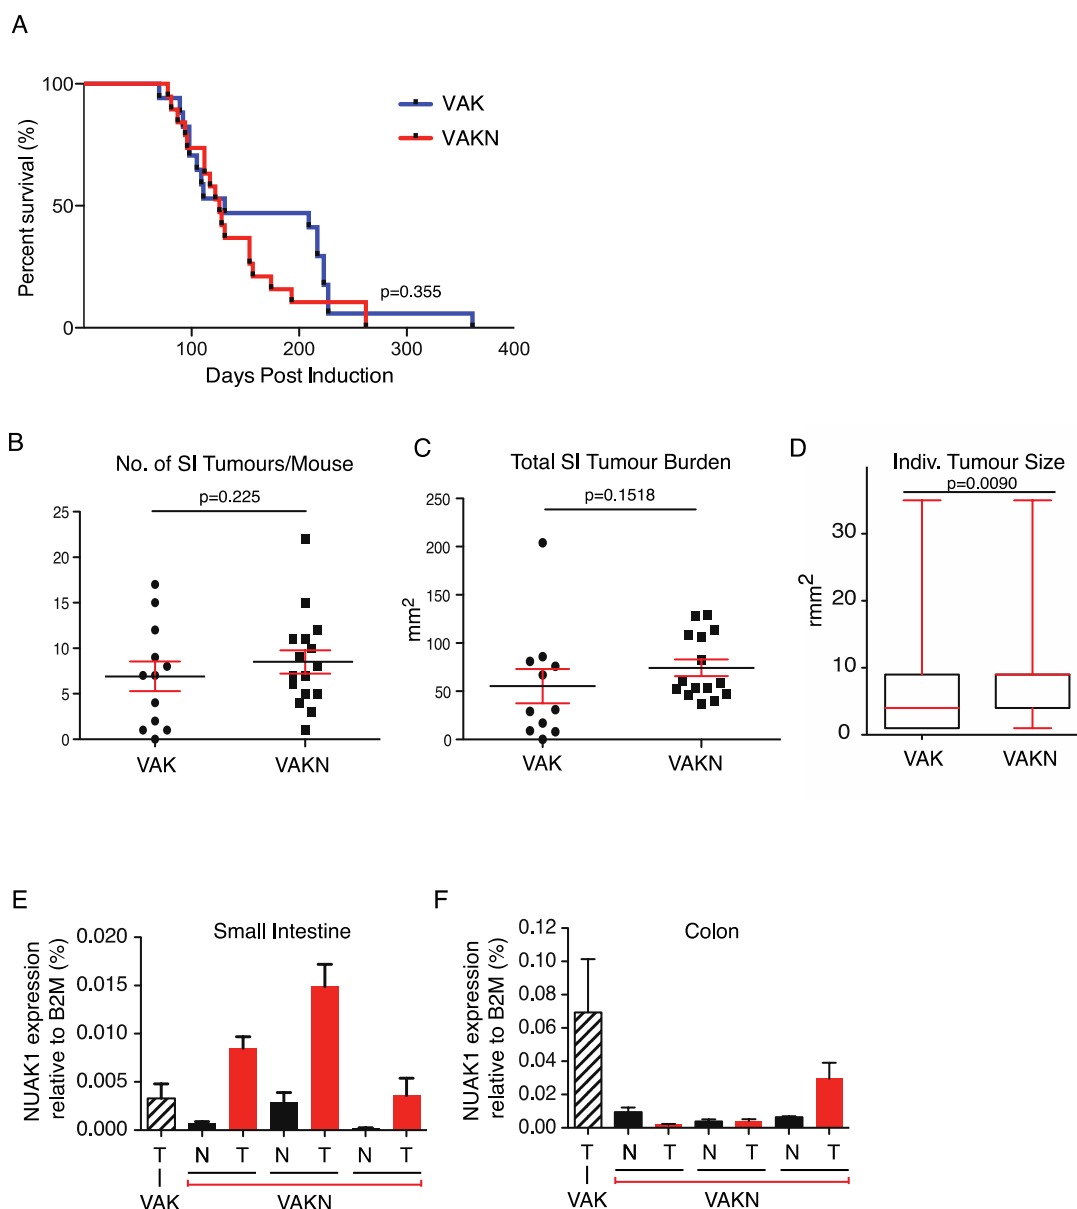 A
100
50
0
Percent survival (%)
VAK
VAKN
p=0.355
100
200
300
400
Days Post Induction
B
No. of SI Tumours/Mouse
p=0.225
25
20
15
10
5
0
VAK
VAKN
C
Total SI Tumour Burden
p=0.1518
250
200
150
100
50
0
mm2
VAK
VAKN
D
Indiv. Tumour Size
p=0.0090
30
20
10
0
rmm2
VAK
VAKN
E
Small Intestine
NUAK1 expression
relative to B2M (%)
0.020
0.015
0.010
0.005
0.000
T N T N T N T
VAK
VAKN
F
Colon
NUAK1 expression
relative to B2M (%)
0.12
0.10
0.08
0.06
0.04
0.02
0.00
T N T N T N T
VAK
VAKN